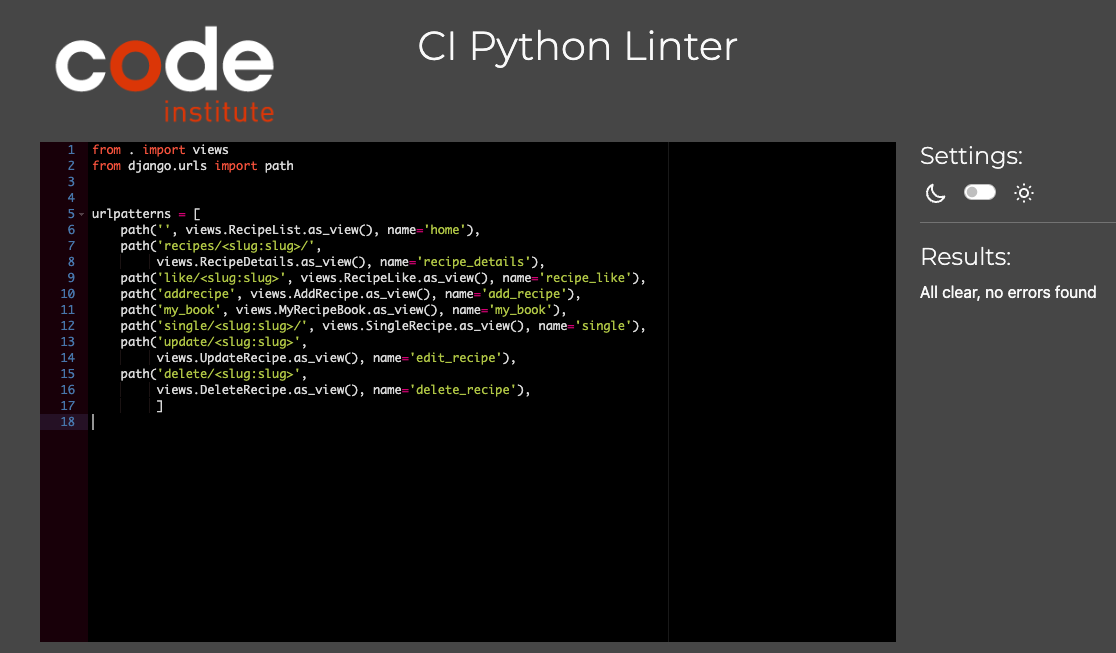 code
institute
CI Python Linter
1 from . import views
2 from django.urls import path
3
4
5 urlpatterns = [
6     path('', views.RecipeList.as_view(), name='home'),
7     path('recipes/<slug:slug>/',
8          views.RecipeDetails.as_view(), name='recipe_details'),
9     path('like/<slug:slug>', views.RecipeLike.as_view(), name='recipe_like'),
10     path('addrecipe', views.AddRecipe.as_view(), name='add_recipe'),
11     path('my_book', views.MyRecipeBook.as_view(), name='my_book'),
12     path('single/<slug:slug>/', views.SingleRecipe.as_view(), name='single'),
13     path('update/<slug:slug>',
14          views.UpdateRecipe.as_view(), name='edit_recipe'),
15     path('delete/<slug:slug>',
16          views.DeleteRecipe.as_view(), name='delete_recipe'),
17          ]
18
Settings:
Results:
All clear, no errors found